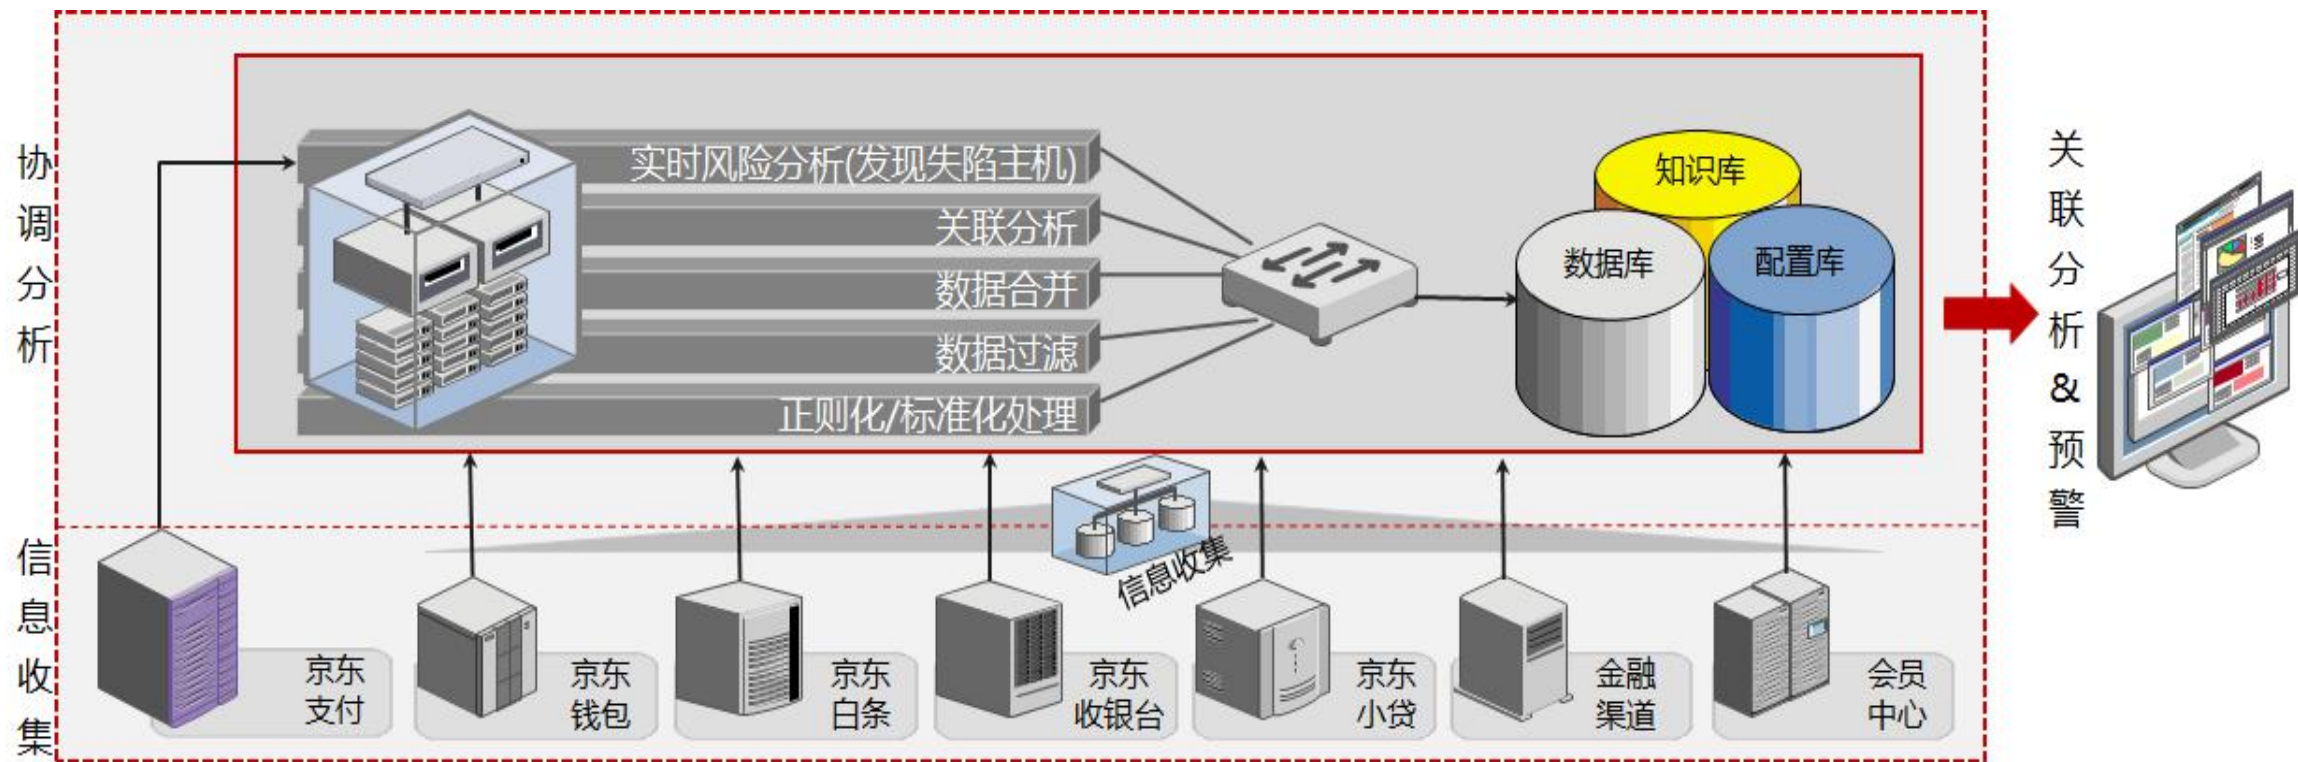 协调分析
实时风险分析(发现失陷主机)
关联分析
数据合并
数据过滤
正则化/标准化处理
知识库
数据库
配置库
关联分析&预警
信息收集
信息收集
京东
支付
京东
钱包
京东
白条
京东
收银台
京东
小贷
金融
渠道
会员
中心